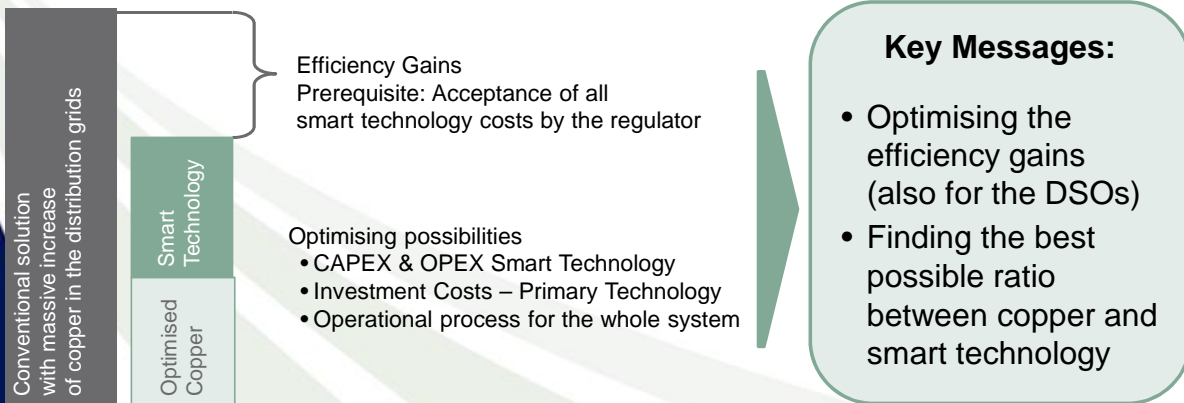 Conventional solution
with massive increase
of copper in the distribution grids
Smart
Technology
Optimised
Copper
Efficiency Gains
Prerequisite: Acceptance of all
smart technology costs by the regulator
Optimising possibilities
• CAPEX & OPEX Smart Technology
• Investment Costs – Primary Technology
• Operational process for the whole system
Key Messages:
• Optimising the
efficiency gains
(also for the DSOs)
• Finding the best
possible ratio
between copper and
smart technology